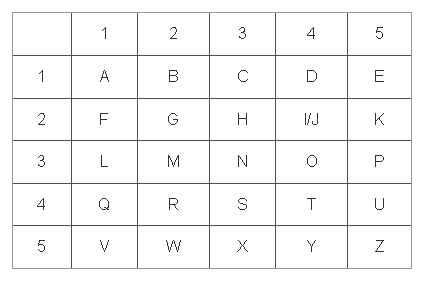 1 2 3 4 5
1 A B C D E
2 F G H I/J K
3 L M N O P
4 Q R S T U
5 V W X Y Z